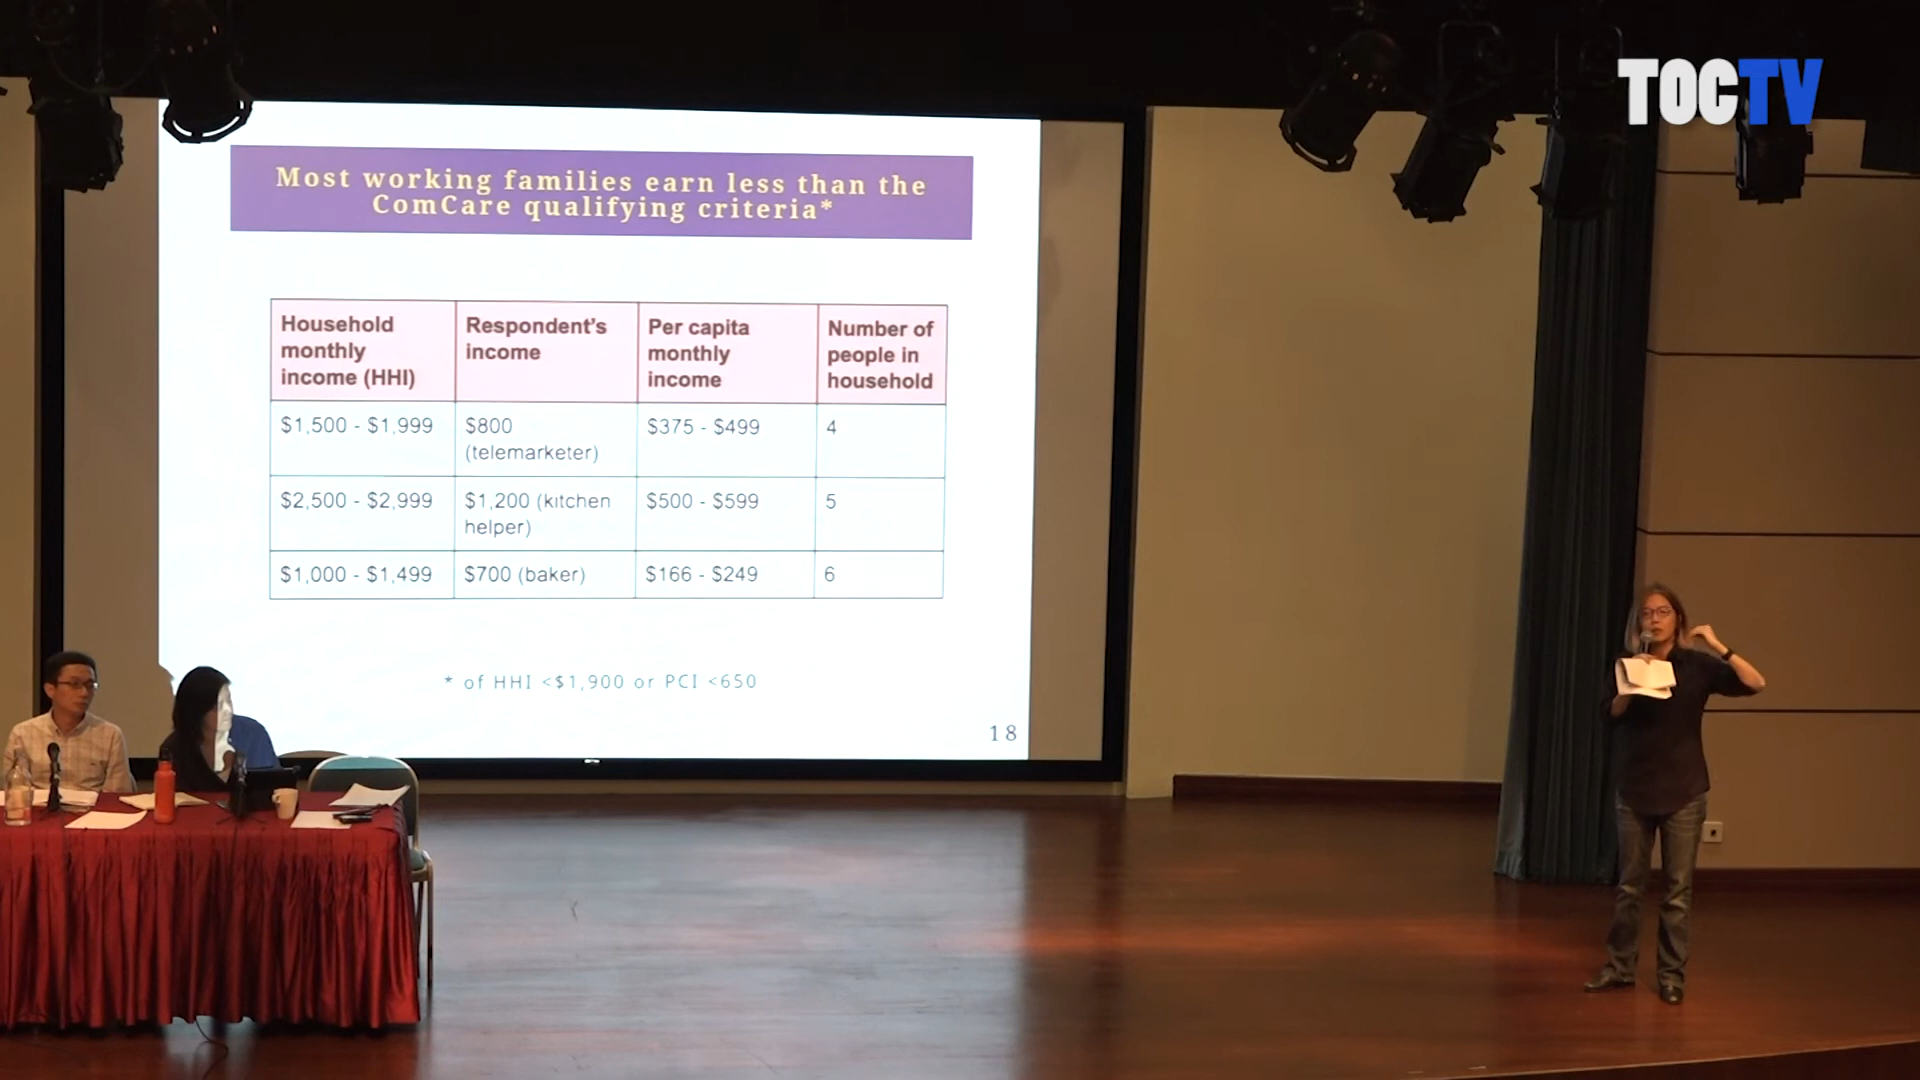 TOCTV
Most working families earn less than the
ComCare qualifying criteria*
Household
monthly
income (HHI)
Respondent's
income
Per capita
monthly
income
Number of
people in
household
$1,500 - $1,999
$800
(telemarketer)
$375 - $499
4
$2,500 - $2,999
$1,200 (kitchen
helper)
$500 - $599
5
$1,000 - $1,499
$700 (baker)
$166 - $249
6
* of HHI <$1,900 or PCI <650
18